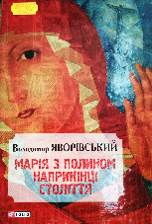 Володимир ЯВОРІВСЬКИЙ
МАРІЯ З ПОЛИНОМ
НАПРИКІНЦІ
СТОЛІТТЯ